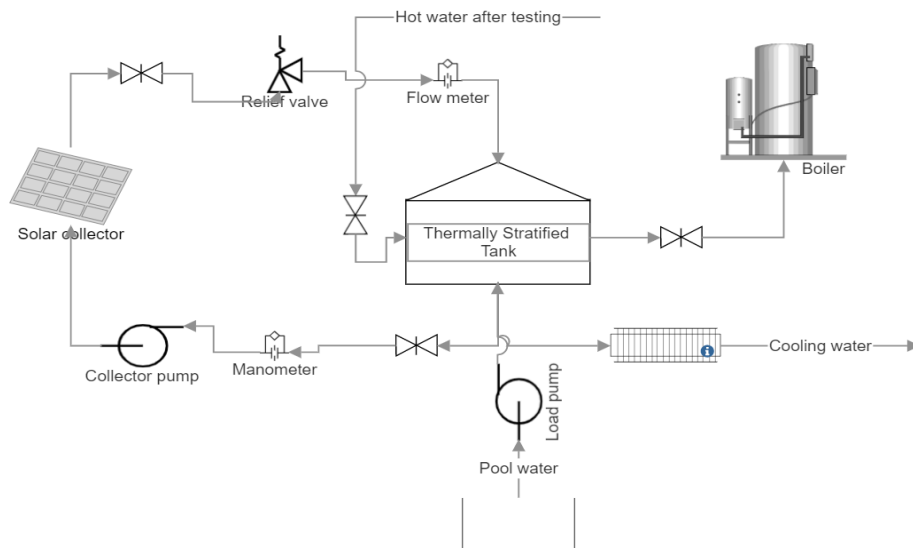 Hot water after testing
Relief valve
Flow meter
Boiler
Solar collector
Thermally Stratified
Tank
Collector pump
Manometer
Load pump
Cooling water
Pool water